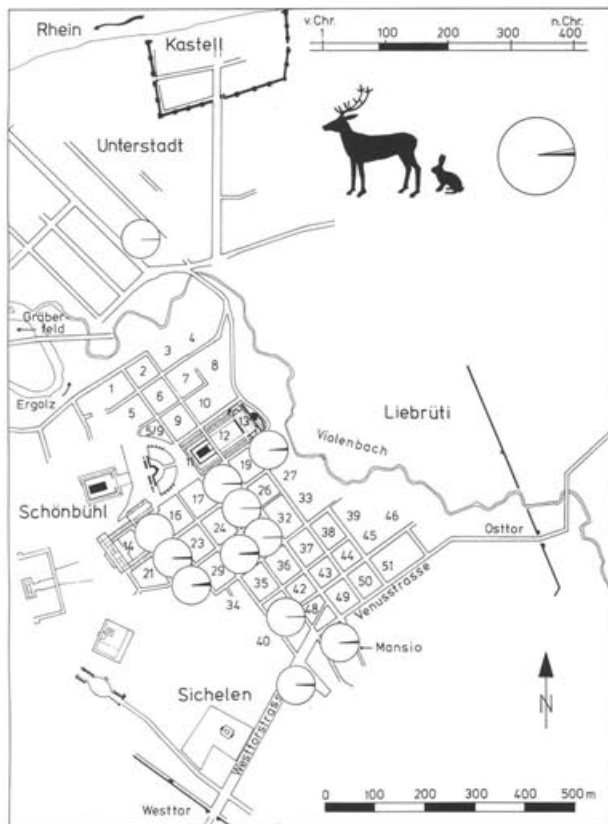 Rhein
Kastell
v. Chr.
n. Chr.
1
100
200
300
400
Unterstadt
Gräber-
feld
Ergolz
3
4
2
8
1
7
6
5
10
9
5/9
13
12
11
19
Violenbach
Liebrüti
27
Schönbühl
17
26
33
16
32
39
46
24
38
45
Osttor
14
23
37
44
51
21
29
36
43
50
35
42
49
34
48
Venusstrasse
40
Mansio
Sichelen
Westtorstrasse
N
Westtor
0
100
200
300
400
500 m